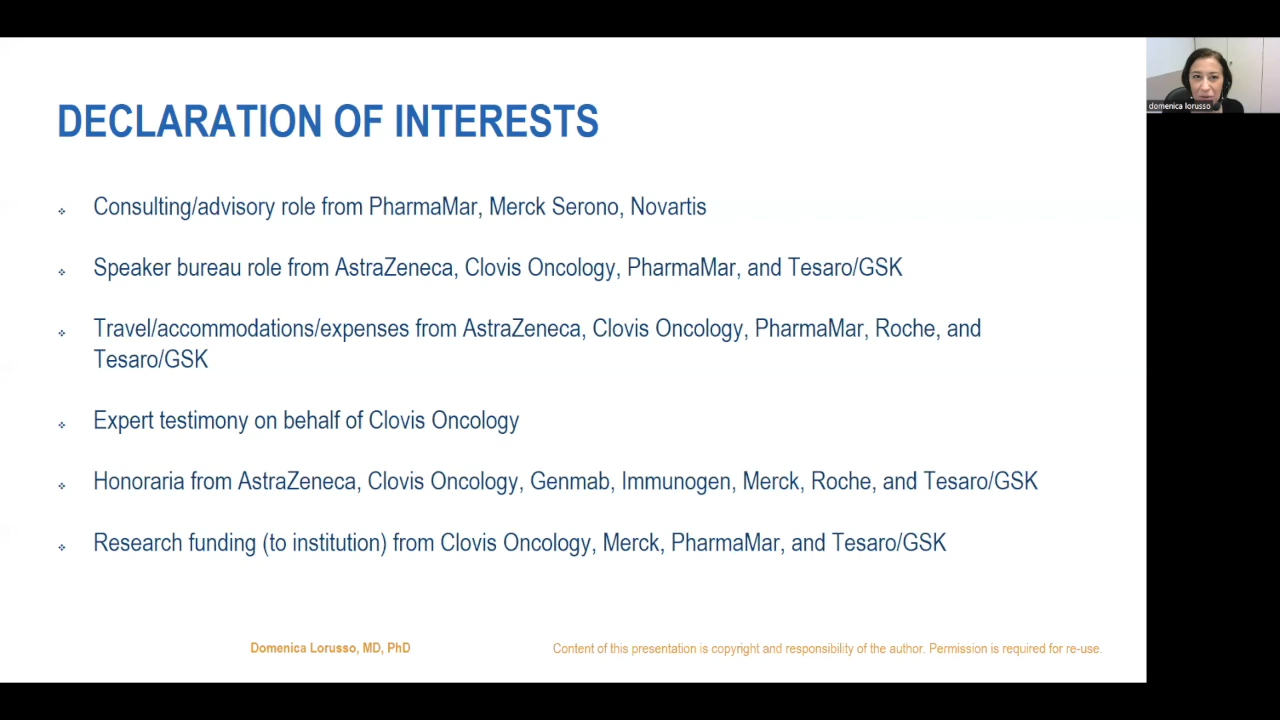 DECLARATION OF INTERESTS
domenica lorusso
Consulting/advisory role from PharmaMar, Merck Serono, Novartis
Speaker bureau role from AstraZeneca, Clovis Oncology, PharmaMar, and Tesaro/GSK
Travel/accommodations/expenses from AstraZeneca, Clovis Oncology, PharmaMar, Roche, and
Tesaro/GSK
Expert testimony on behalf of Clovis Oncology
Honoraria from AstraZeneca, Clovis Oncology, Genmab, Immunogen, Merck, Roche, and Tesaro/GSK
Research funding (to institution) from Clovis Oncology, Merck, PharmaMar, and Tesaro/GSK
Domenica Lorusso, MD, PhD
Content of this presentation is copyright and responsibility of the author. Permission is required for re-use.